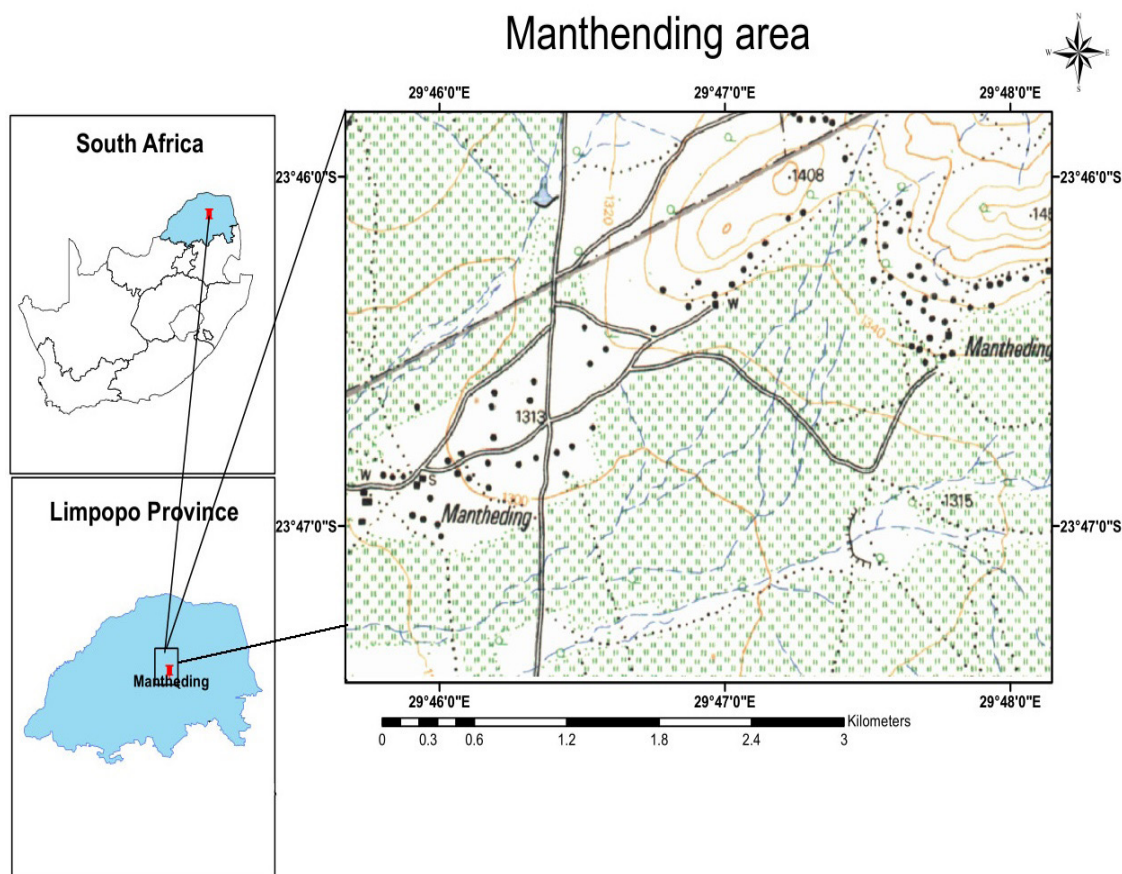 Manthending area
N
W E
S
South Africa
Limpopo Province
Mantheding
29°46'0"E 29°47'0"E 29°48'0"E
23°46'0"S 23°46'0"S
1408
1320
W
1340
Mantheding
1313
W
S
1300
Mantheding
1315
23°47'0"S 23°47'0"S
29°46'0"E 29°47'0"E 29°48'0"E
Kilometers
0 0.3 0.6 1.2 1.8 2.4 3